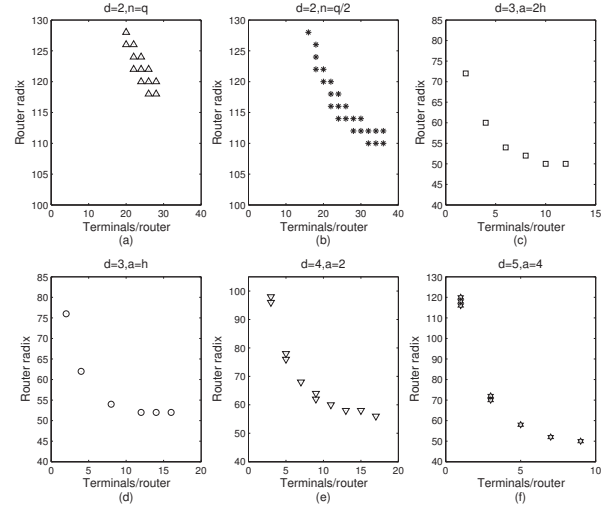 d=2,n=q
130
125
120
115
110
105
100
Router radix
0 10 20 30 40
Terminals/router
(a)
d=2,n=q/2
130
125
120
115
110
105
100
Router radix
0 10 20 30 40
Terminals/router
(b)
d=3,a=2h
85
80
75
70
65
60
55
50
45
40
Router radix
0 5 10 15
Terminals/router
(c)
d=3,a=h
85
80
75
70
65
60
55
50
45
40
Router radix
0 5 10 15 20
Terminals/router
(d)
d=4,a=2
100
90
80
70
60
50
40
Router radix
0 5 10 15 20
Terminals/router
(e)
d=5,a=4
130
120
110
100
90
80
70
60
50
40
Router radix
0 2 4 6 8 10
Terminals/router
(f)